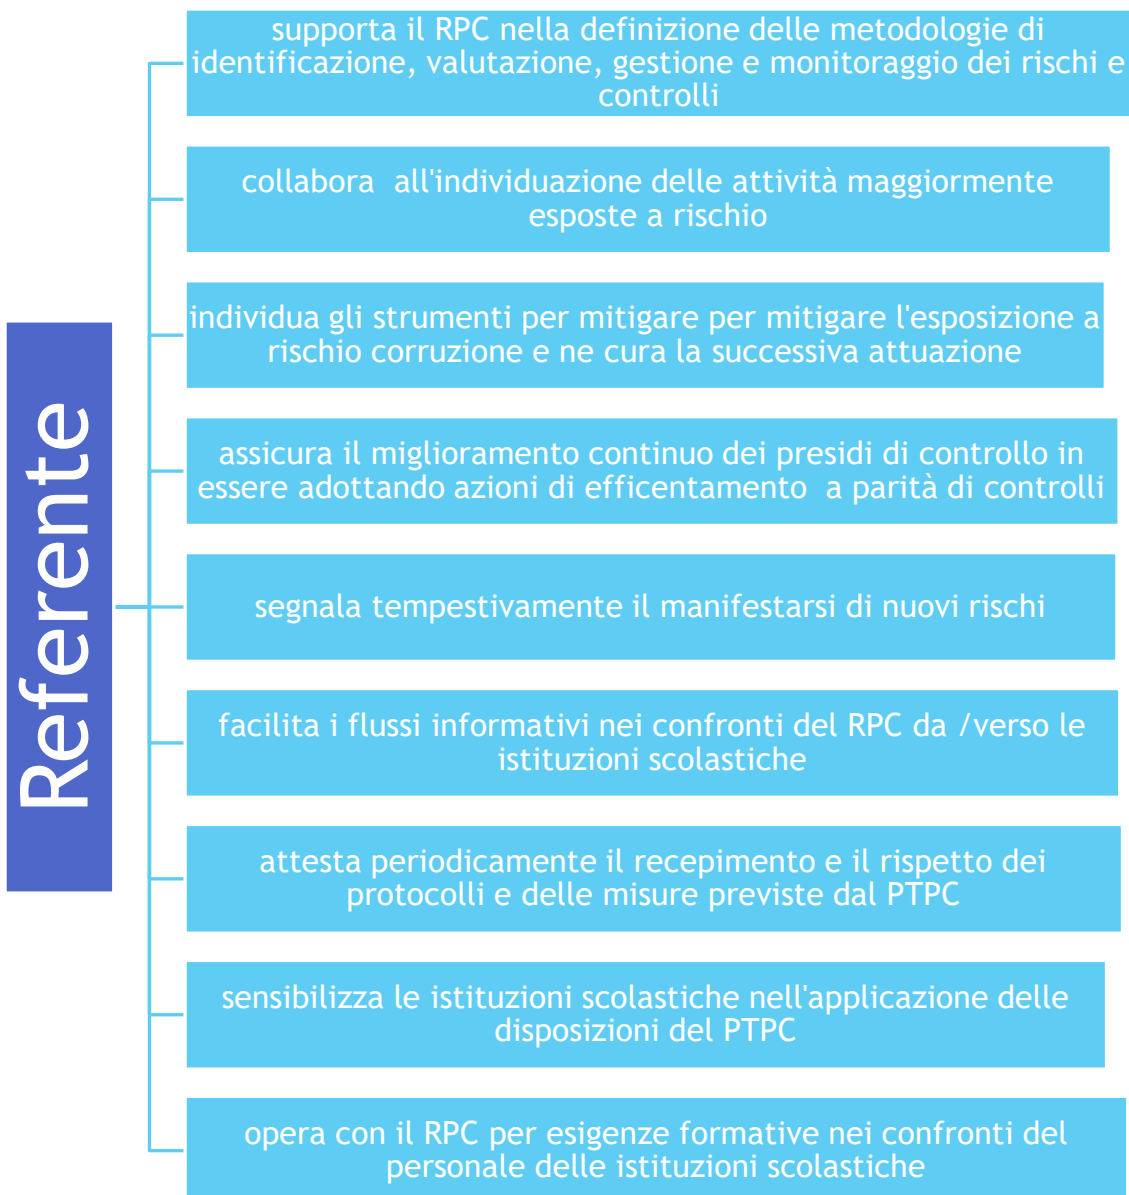 Referente
supporta il RPC nella definizione delle metodologie di
identificazione, valutazione, gestione e monitoraggio dei rischi e
controlli
collabora  all'individuazione delle attività maggiormente
esposte a rischio
individua gli strumenti per mitigare per mitigare l'esposizione a
rischio corruzione e ne cura la successiva attuazione
assicura il miglioramento continuo dei presidi di controllo in
essere adottando azioni di efficentamento  a parità di controlli
segnala tempestivamente il manifestarsi di nuovi rischi
facilita i flussi informativi nei confronti del RPC da /verso le
istituzioni scolastiche
attesta periodicamente il recepimento e il rispetto dei
protocolli e delle misure previste dal PTPC
sensibilizza le istituzioni scolastiche nell'applicazione delle
disposizioni del PTPC
opera con il RPC per esigenze formative nei confronti del
personale delle istituzioni scolastiche